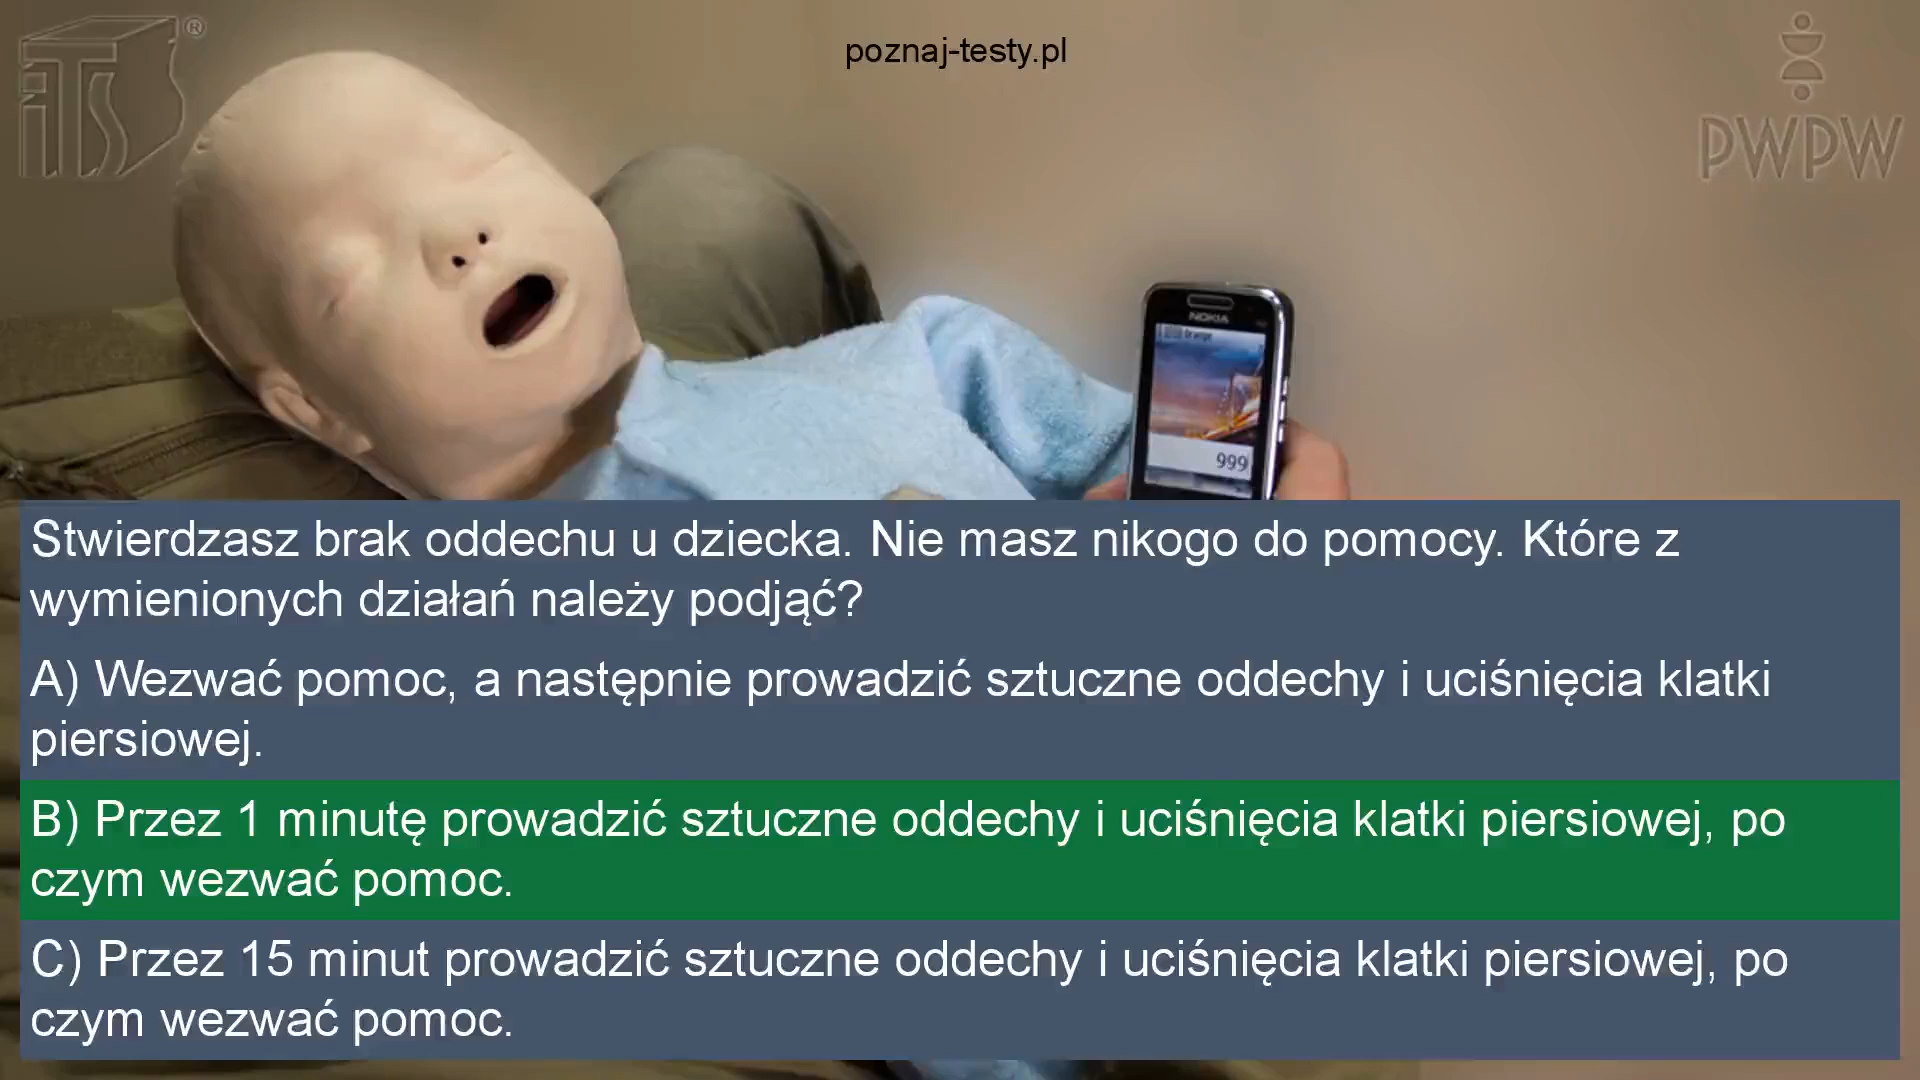 poznaj-testy.pl
iTS ®
PWPW
NOKIA
Orange
999
Stwierdzasz brak oddechu u dziecka. Nie masz nikogo do pomocy. Które z
wymienionych działań należy podjąć?
A) Wezwać pomoc, a następnie prowadzić sztuczne oddechy i uciśnięcia klatki
piersiowej.
B) Przez 1 minutę prowadzić sztuczne oddechy i uciśnięcia klatki piersiowej, po
czym wezwać pomoc.
C) Przez 15 minut prowadzić sztuczne oddechy i uciśnięcia klatki piersiowej, po
czym wezwać pomoc.